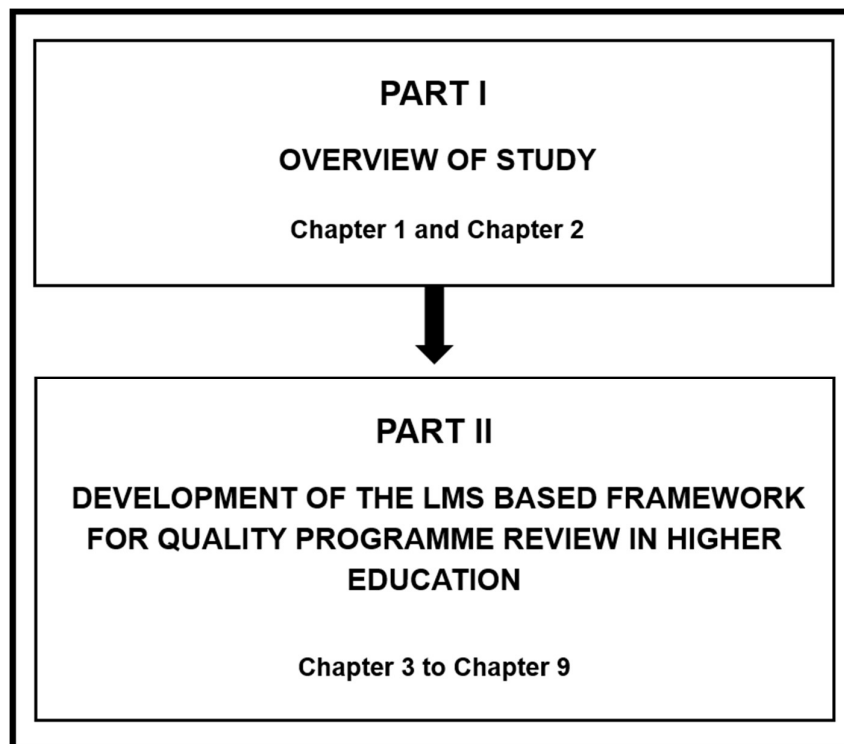 PART I
OVERVIEW OF STUDY
Chapter 1 and Chapter 2
PART II
DEVELOPMENT OF THE LMS BASED FRAMEWORK
FOR QUALITY PROGRAMME REVIEW IN HIGHER
EDUCATION
Chapter 3 to Chapter 9